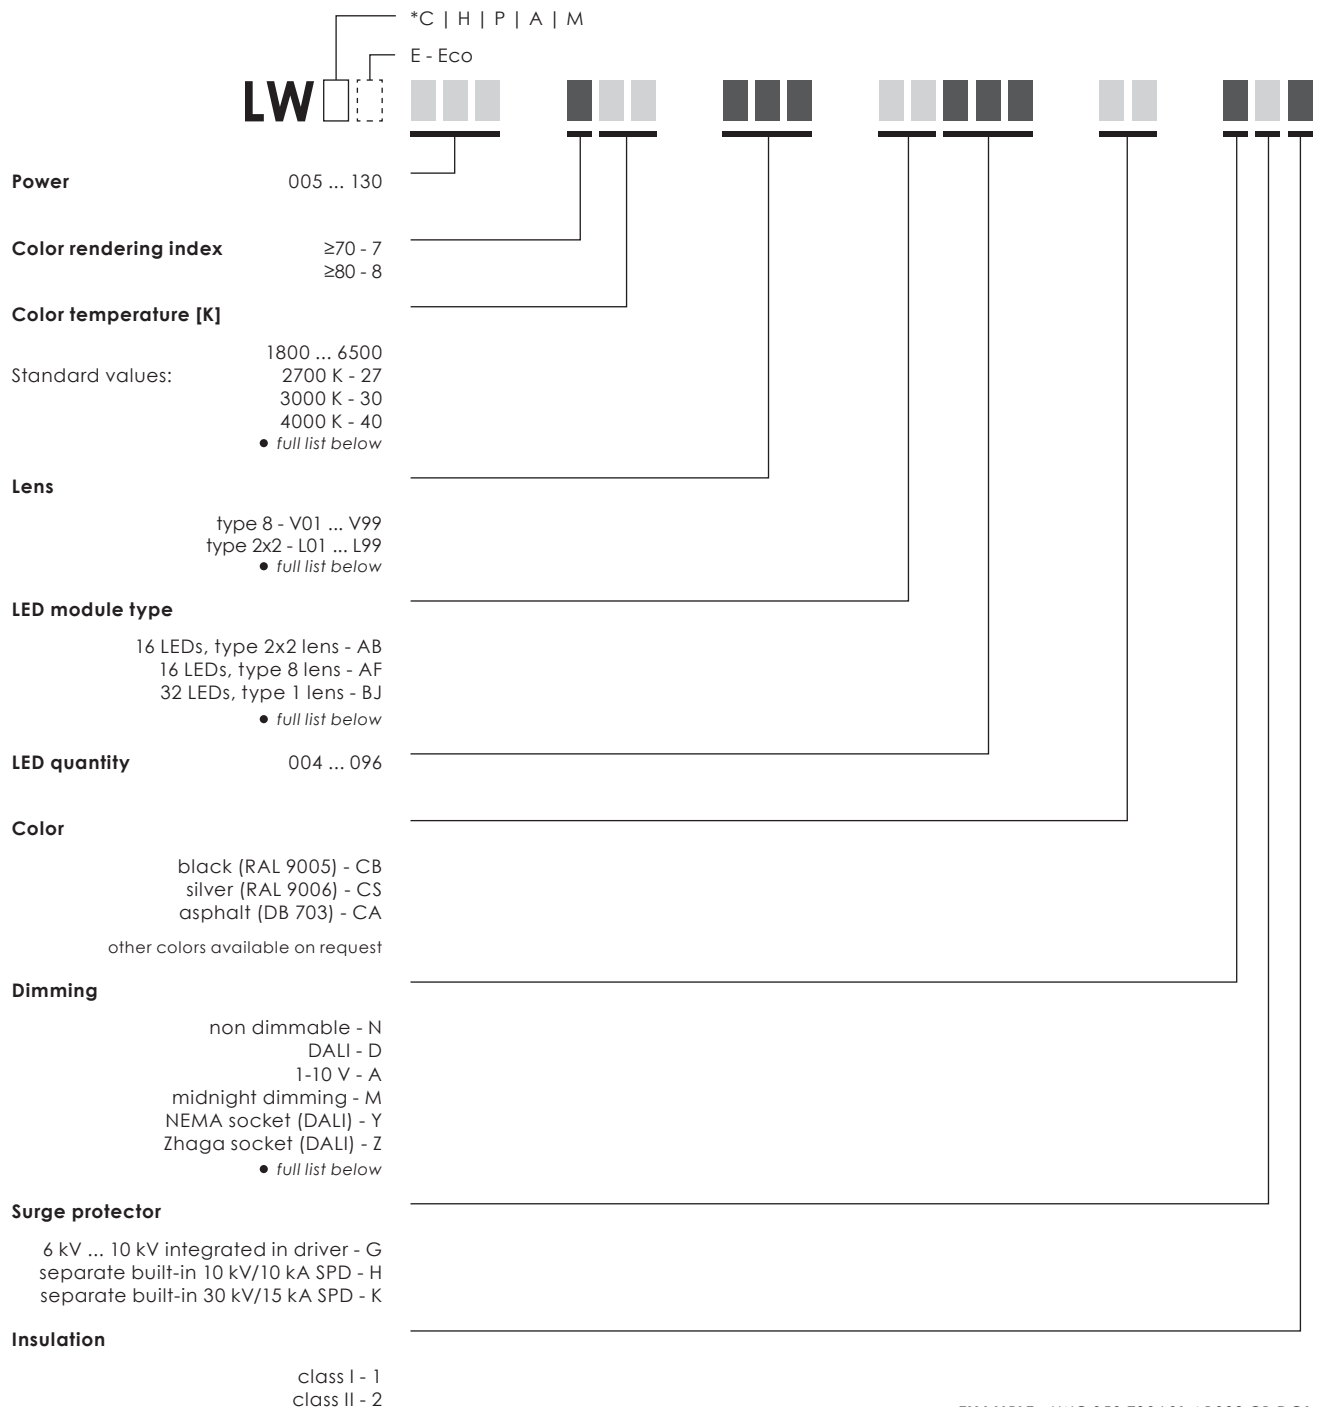 *C | H | P | A | M
E - Eco
LW
Power 005 ... 130
Color rendering index ≥70 - 7
≥80 - 8
Color temperature [K]
1800 ... 6500
Standard values: 2700 K - 27
3000 K - 30
4000 K - 40
● full list below
Lens
type 8 - V01 ... V99
type 2x2 - L01 ... L99
● full list below
LED module type
16 LEDs, type 2x2 lens - AB
16 LEDs, type 8 lens - AF
32 LEDs, type 1 lens - BJ
● full list below
LED quantity 004 ... 096
Color
black (RAL 9005) - CB
silver (RAL 9006) - CS
asphalt (DB 703) - CA
other colors available on request
Dimming
non dimmable - N
DALI - D
1-10 V - A
midnight dimming - M
NEMA socket (DALI) - Y
Zhaga socket (DALI) - Z
● full list below
Surge protector
6 kV ... 10 kV integrated in driver - G
separate built-in 10 kV/10 kA SPD - H
separate built-in 30 kV/15 kA SPD - K
Insulation
class I - 1
class II - 2